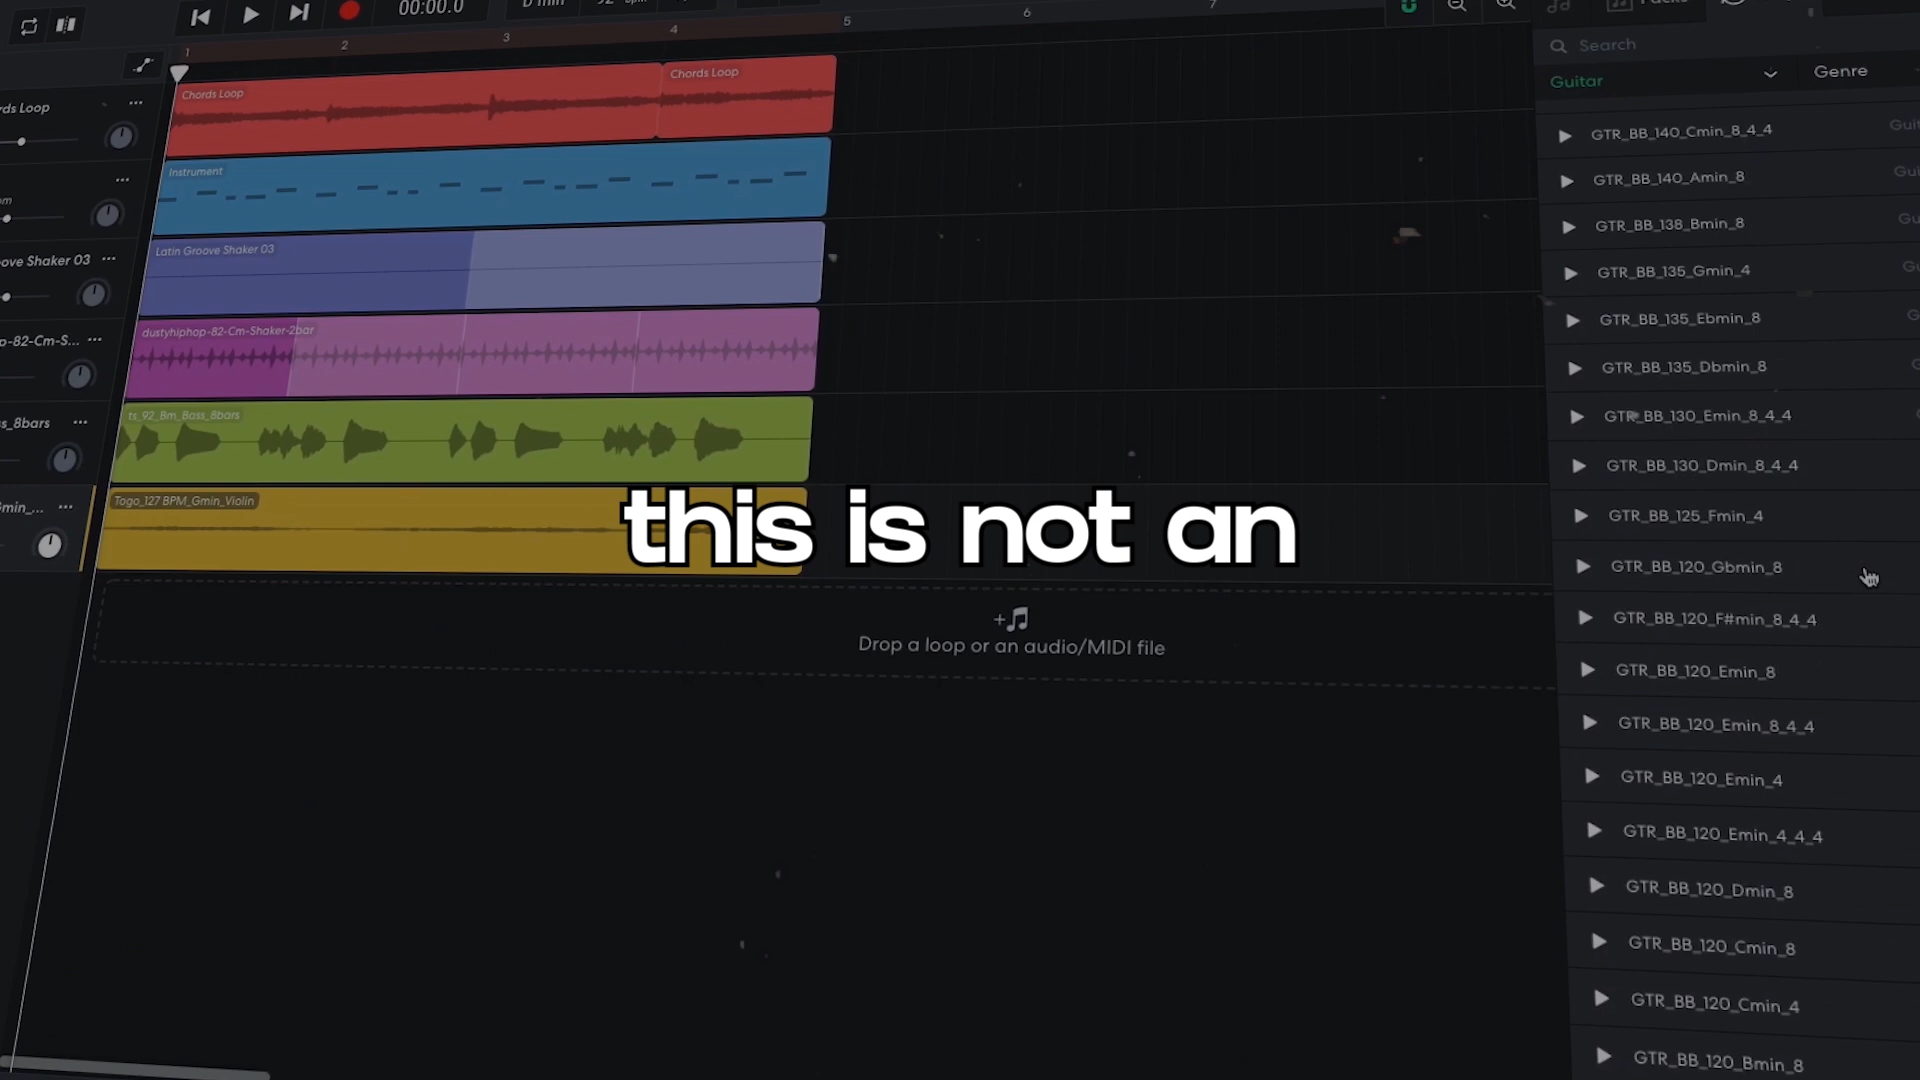 00:00.0
1 2 3 4 5 6 7
Search
Guitar
Genre
Chords Loop
Chords Loop
Instrument
Latin Groove Shaker 03
dustyhiphop-82-Cm-Shaker-2bar
ts_92_Bm_Bass_8bars
Togo_127 BPM_Gmin_Violin
rds Loop
ove Shaker 03
p-82-Cm-S...
s_8bars
min_...
this is not an
Drop a loop or an audio/MIDI file
GTR_BB_140_Cmin_8_4_4
GTR_BB_140_Amin_8
GTR_BB_138_Bmin_8
GTR_BB_135_Gmin_4
GTR_BB_135_Ebmin_8
GTR_BB_135_Dbmin_8
GTR_BB_130_Emin_8_4_4
GTR_BB_130_Dmin_8_4_4
GTR_BB_125_Fmin_4
GTR_BB_120_Gbmin_8
GTR_BB_120_F#min_8_4_4
GTR_BB_120_Emin_8
GTR_BB_120_Emin_8_4_4
GTR_BB_120_Emin_4
GTR_BB_120_Emin_4_4_4
GTR_BB_120_Dmin_8
GTR_BB_120_Cmin_8
GTR_BB_120_Cmin_4
GTR_BB_120_Bmin_8